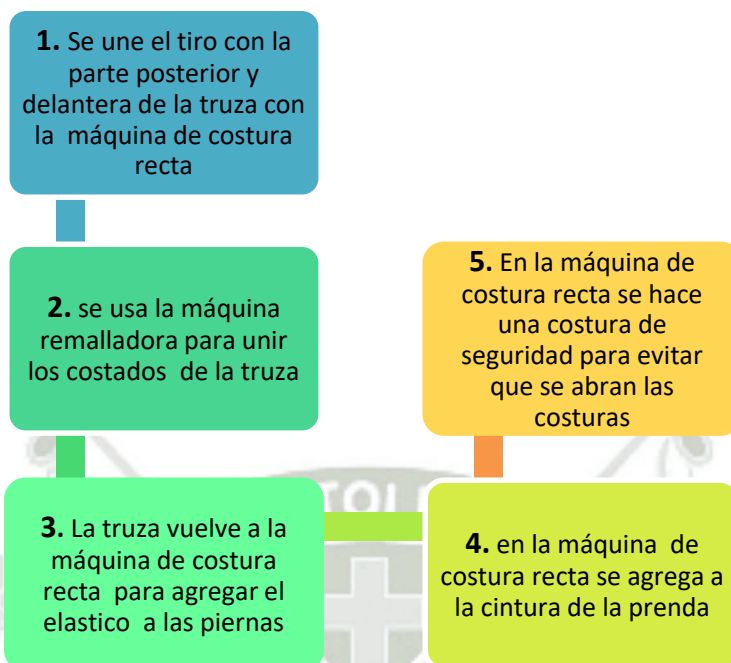 1. Se une el tiro con la
parte posterior y
delantera de la truza con
la máquina de costura
recta
2. se usa la máquina
remalladora para unir
los costados de la truza
3. La truza vuelve a la
máquina de costura
recta para agregar el
elastico a las piernas
4. en la máquina de
costura recta se agrega a
la cintura de la prenda
5. En la máquina de
costura recta se hace
una costura de
seguridad para evitar
que se abran las
costuras